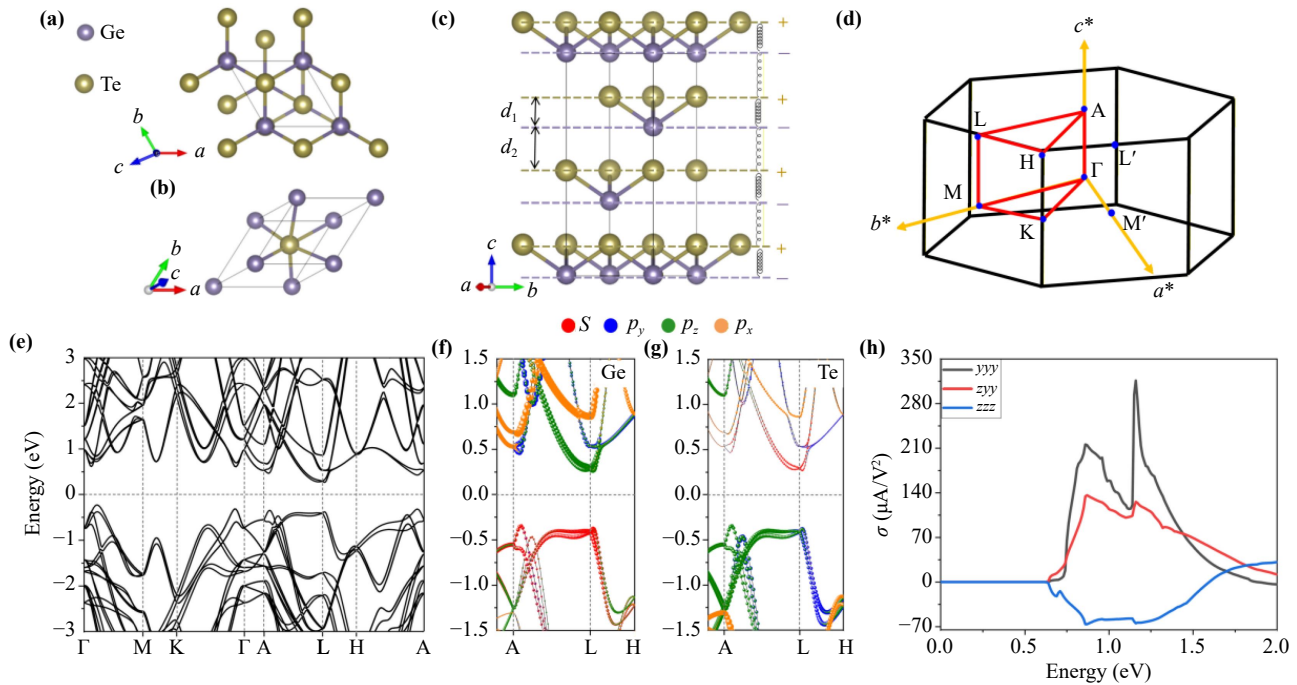 (a)
Ge
Te
b
a
c
(b)
b
c
a
(c)
+
−
+
d1
−
d2
+
−
+
−
c
a
b
(d)
c*
L
A
H
L′
Γ
M
M′
K
b*
a*
S
py
pz
px
(e)
Energy (eV)
3
2
1
0
−1
−2
−3
Γ
M
K
Γ
A
L
H
A
(f)
Ge
1.5
1.0
0.5
0
−0.5
−1.0
1.5
A
L
H
(g)
Te
1.5
1.0
0.5
0
−0.5
−1.0
1.5
A
L
H
(h)
yyy
zyy
zzz
σ (μA/V²)
350
280
210
140
70
0
−70
0.0
0.5
1.0
1.5
2.0
Energy (eV)